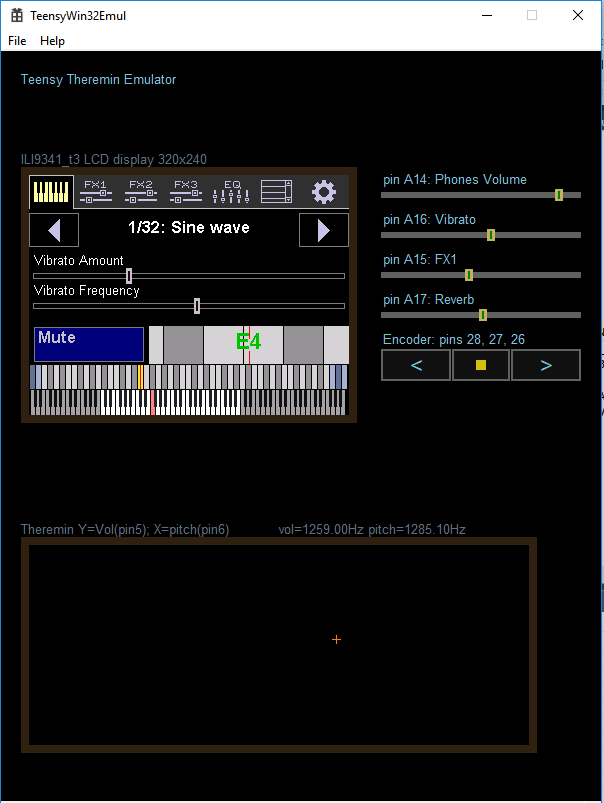 TeensyWin32Emul
File Help
Teensy Theremin Emulator
ILI9341_t3 LCD display 320x240
FX1 FX2 FX3 EQ
1/32: Sine wave
Vibrato Amount
Vibrato Frequency
Mute E4
pin A14: Phones Volume
pin A16: Vibrato
pin A15: FX1
pin A17: Reverb
Encoder: pins 28, 27, 26
< >
Theremin Y=Vol(pin5); X=pitch(pin6) vol=1259.00Hz pitch=1285.10Hz